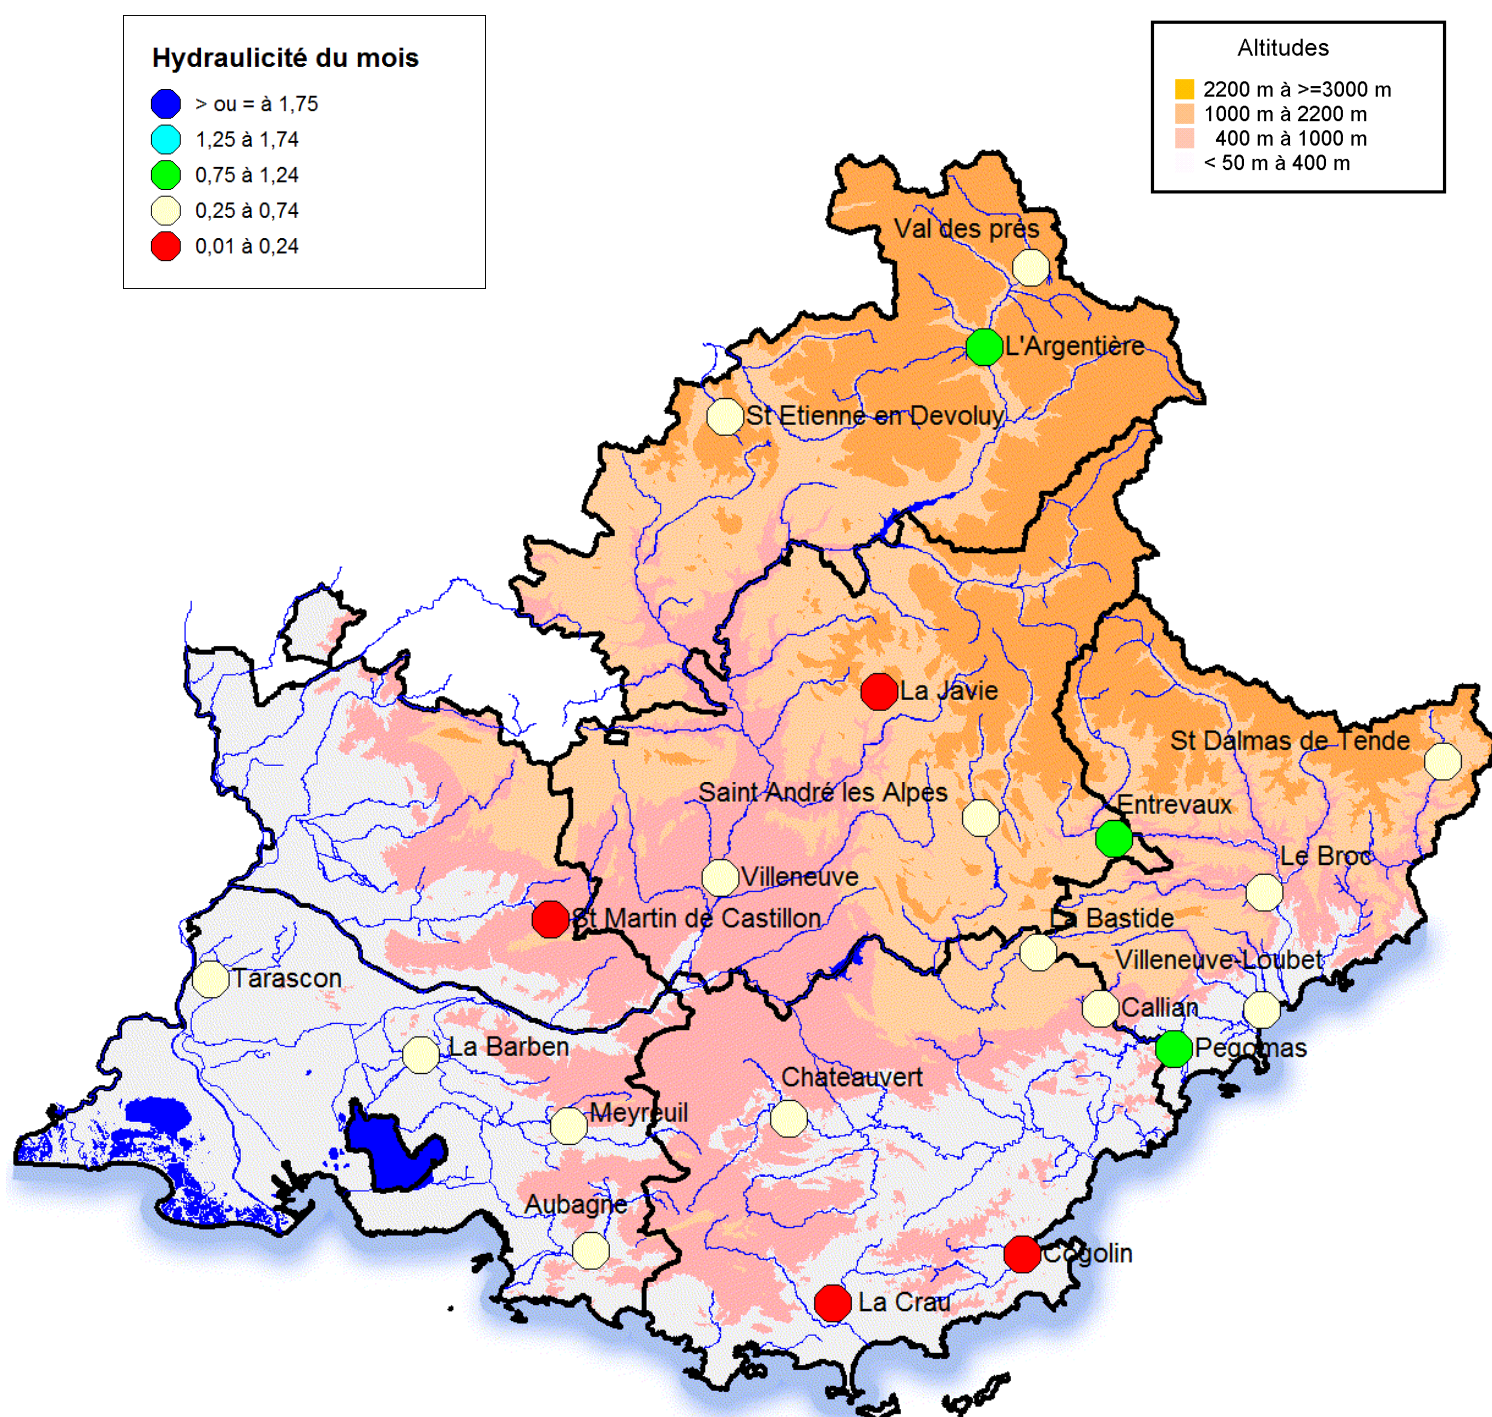 Hydraulicité du mois
> ou = à 1,75
1,25 à 1,74
0,75 à 1,24
0,25 à 0,74
0,01 à 0,24
Altitudes
2200 m à >=3000 m
1000 m à 2200 m
400 m à 1000 m
< 50 m à 400 m
Val des près
L'Argentière
St Etienne en Devoluy
La Javie
St Dalmas de Tende
Saint André les Alpes
Entrevaux
Le Broc
Villeneuve
St Martin de Castillon
La Bastide
Villeneuve-Loubet
Tarascon
Callian
La Barben
Pegomas
Chateauvert
Meyreuil
Aubagne
Cogolin
La Crau